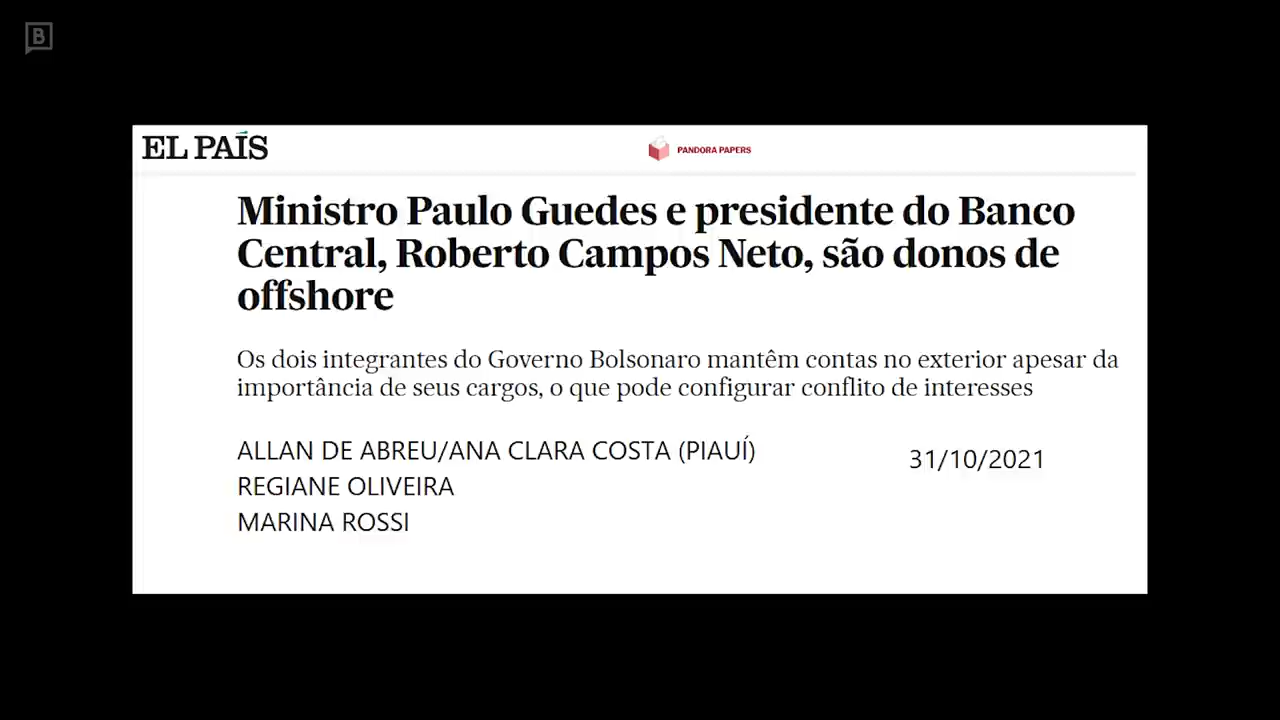 B
EL PAÍS
PANDORA PAPERS
Ministro Paulo Guedes e presidente do Banco
Central, Roberto Campos Neto, são donos de
offshore
Os dois integrantes do Governo Bolsonaro mantêm contas no exterior apesar da
importância de seus cargos, o que pode configurar conflito de interesses
ALLAN DE ABREU/ANA CLARA COSTA (PIAUÍ)
31/10/2021
REGIANE OLIVEIRA
MARINA ROSSI